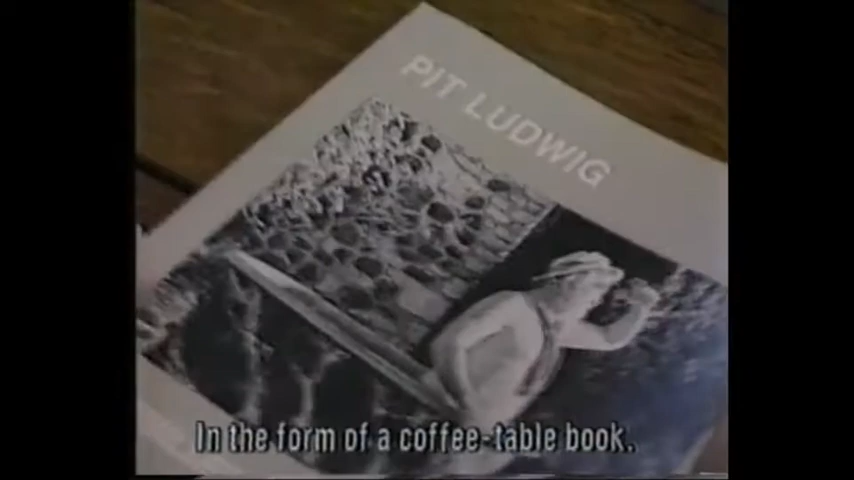 PIT LUDWIG
In the form of a coffee-table book.